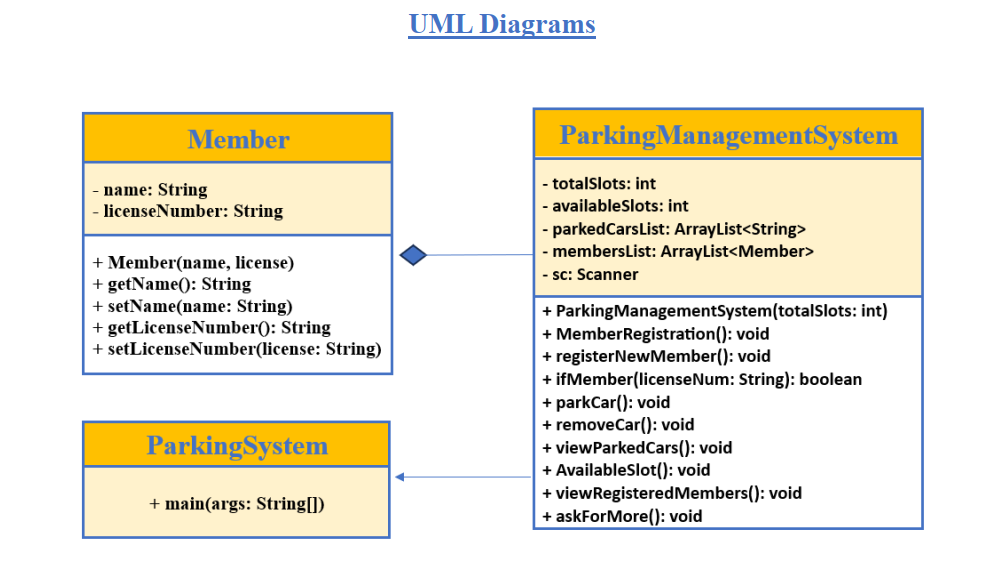 UML Diagrams
Member
- name: String
- licenseNumber: String
+ Member(name, license)
+ getName(): String
+ setName(name: String)
+ getLicenseNumber(): String
+ setLicenseNumber(license: String)
ParkingManagementSystem
- totalSlots: int
- availableSlots: int
- parkedCarsList: ArrayList<String>
- membersList: ArrayList<Member>
- sc: Scanner
+ ParkingManagementSystem(totalSlots: int)
+ MemberRegistration(): void
+ registerNewMember(): void
+ ifMember(licenseNum: String): boolean
+ parkCar(): void
+ removeCar(): void
+ viewParkedCars(): void
+ AvailableSlot(): void
+ viewRegisteredMembers(): void
+ askForMore(): void
ParkingSystem
+ main(args: String[])